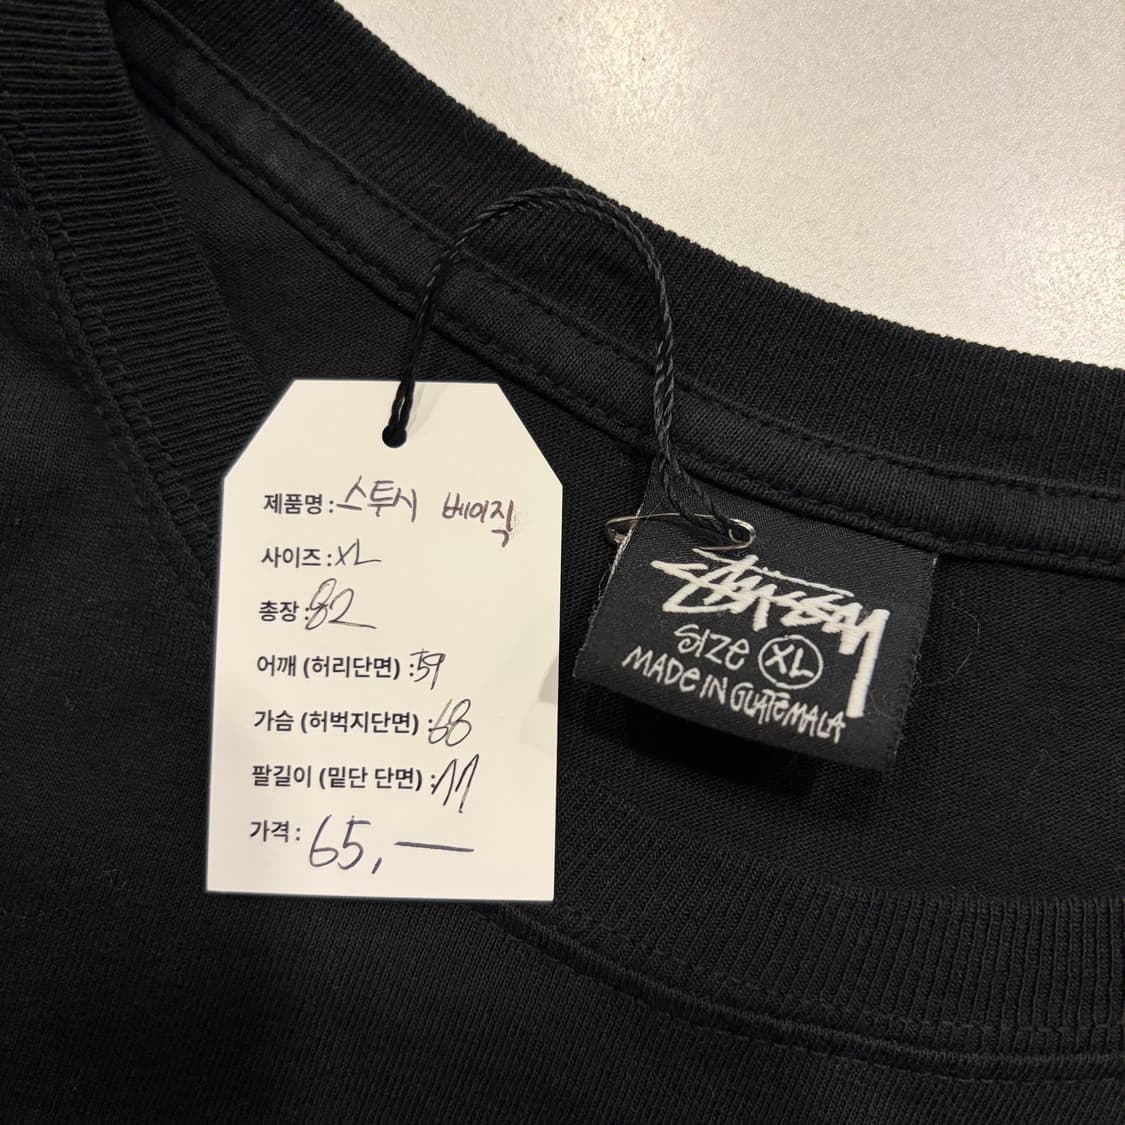 제품명 : 스투시 베이직
사이즈 : XL
총장 : 82
어깨 (허리단면) : 59
가슴 (허벅지단면) : 68
팔길이 (밑단 단면) : 77
가격 : 65,—
STÜSSY
SIZE XL
MADE IN GUATEMALA